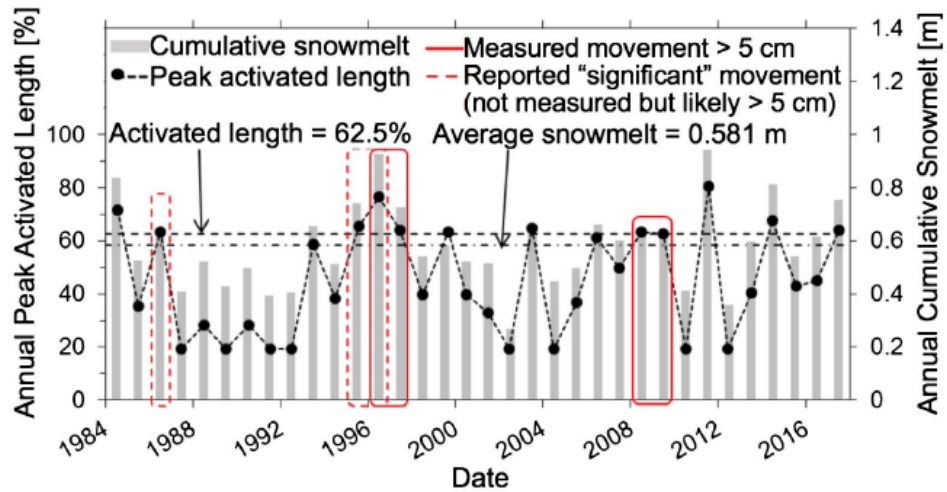 Annual Peak Activated Length [%]
Annual Cumulative Snowmelt [m]
Cumulative snowmelt
Peak activated length
Measured movement > 5 cm
Reported “significant” movement
(not measured but likely > 5 cm)
Activated length = 62.5%
Average snowmelt = 0.581 m
100
80
60
40
20
0
1.4
1.2
1
0.8
0.6
0.4
0.2
0
1984
1988
1992
1996
2000
2004
2008
2012
2016
Date